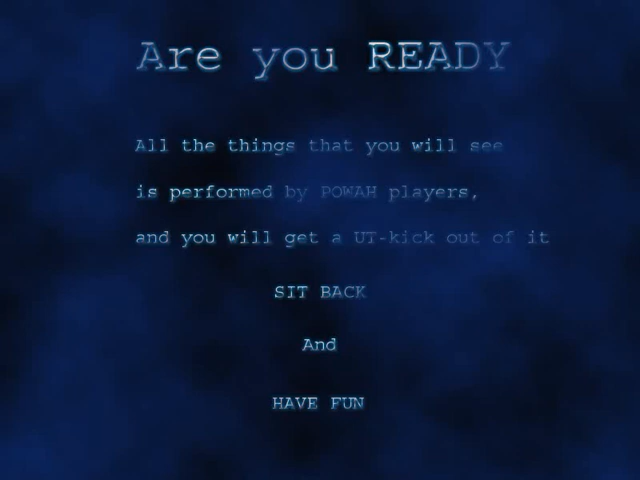 Are you READY
All the things that you will see
is performed by POWAH players,
and you will get a UT-kick out of it
SIT BACK
And
HAVE FUN